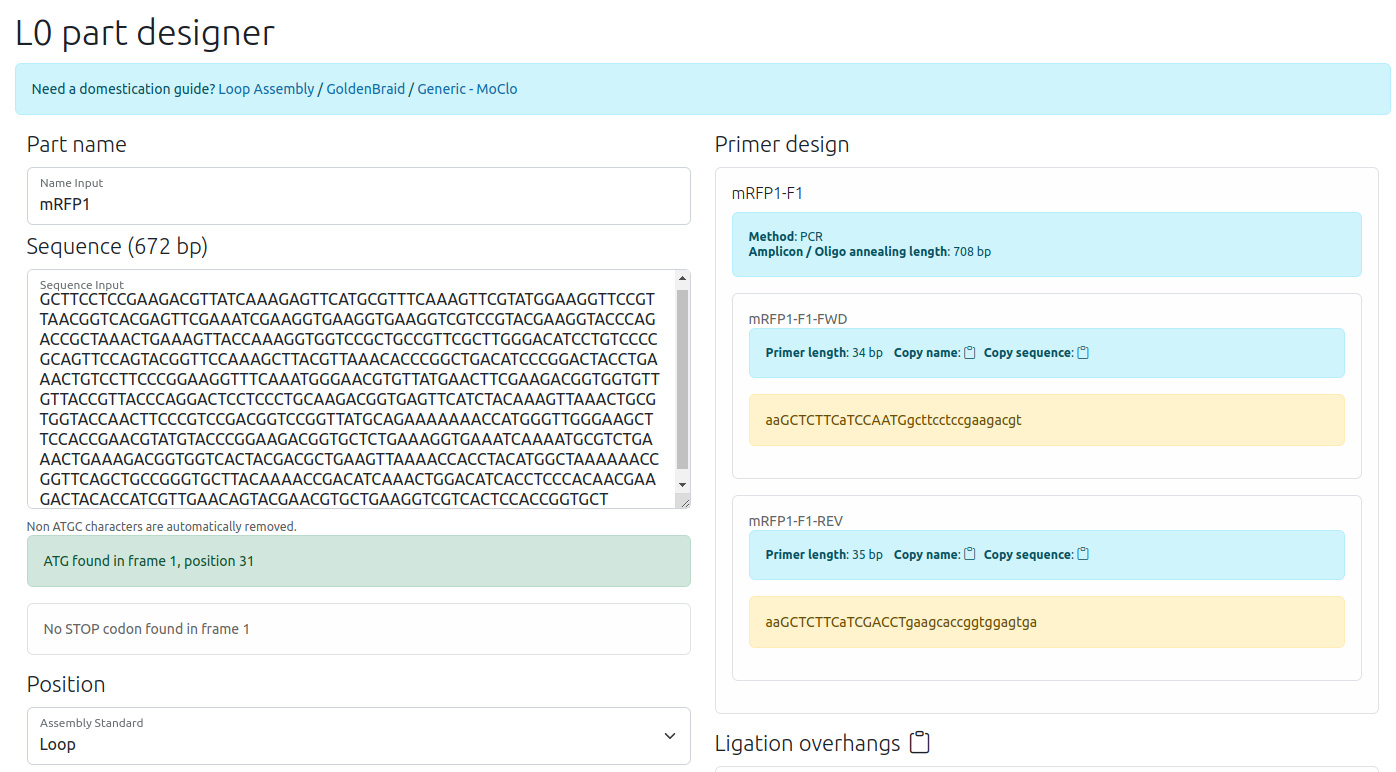 L0 part designer
Need a domestication guide? Loop Assembly / GoldenBraid / Generic - MoClo
Part name
Name Input
mRFP1
Sequence (672 bp)
Sequence Input
GCTTCCTCCGAAGACGTTATCAAAGAGTTCATGCGTTTCAAAGTTCGTATGGAAGGTTCCGT
TAACGGTCACGAGTTCGAAATCGAAGGTGAAGGTGAAGGTCGTCCGTACGAAGGTACCCAG
ACCGCTAAACTGAAAGTTACCAAAGGTGGTCCGCTGCCGTTCGCTTGGGACATCCTGTCCCC
GCAGTTCCAGTACGGTTCCAAAGCTTACGTTAAACACCCGGCTGACATCCCGGACTACCTGA
AACTGTCCTTCCCGGAAGGTTTCAAATGGGAACGTGTTATGAACTTCGAAGACGGTGGTGTT
GTTACCGTTACCCAGGACTCCTCCCTGCAAGACGGTGAGTTCATCTACAAAGTTAAACTGCG
TGGTACCAACTTCCCGTCCGACGGTCCGGTTATGCAGAAAAAAACCATGGGTTGGGAAGCT
TCCACCGAACGTATGTACCCGGAAGACGGTGCTCTGAAAGGTGAAATCAAAATGCGTCTGA
AACTGAAAGACGGTGGTCACTACGACGCTGAAGTTAAAACCACCTACATGGCTAAAAAACC
GGTTCAGCTGCCGGGTGCTTACAAAACCGACATCAAACTGGACATCACCTCCCACAACGAA
GACTACACCATCGTTGAACAGTACGAACGTGCTGAAGGTCGTCACTCCACCGGTGCT
Non ATGC characters are automatically removed.
ATG found in frame 1, position 31
No STOP codon found in frame 1
Position
Assembly Standard
Loop
Primer design
mRFP1-F1
Method: PCR
Amplicon / Oligo annealing length: 708 bp
mRFP1-F1-FWD
Primer length: 34 bp Copy name: Copy sequence:
aaGCTCTTCaTCCAATGgcttcctccgaagacgt
mRFP1-F1-REV
Primer length: 35 bp Copy name: Copy sequence:
aaGCTCTTCaTCGACCTgaagcaccggtggagtga
Ligation overhangs